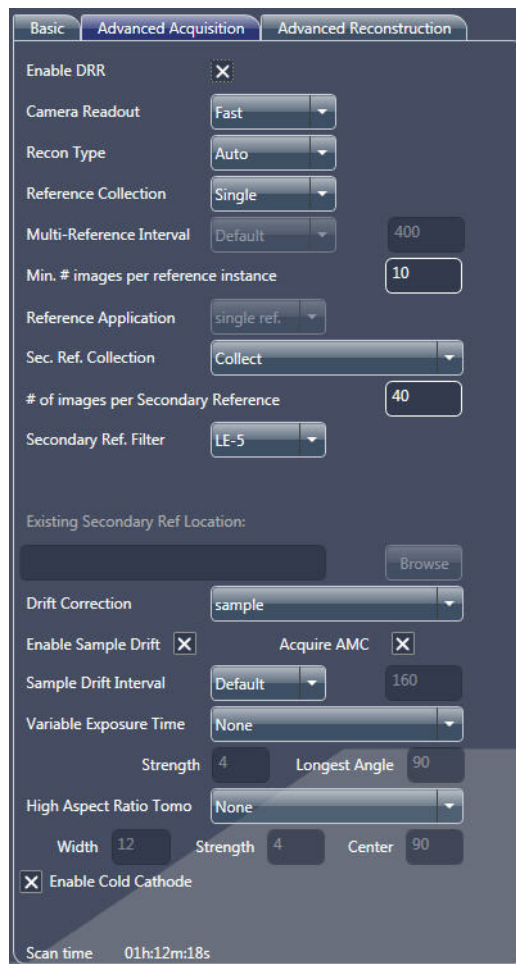 Basic Advanced Acquisition Advanced Reconstruction
Enable DRR
Camera Readout Fast
Recon Type Auto
Reference Collection Single
Multi-Reference Interval Default 400
Min. # images per reference instance 10
Reference Application single ref.
Sec. Ref. Collection Collect
# of images per Secondary Reference 40
Secondary Ref. Filter LE-5
Existing Secondary Ref Location:
Browse
Drift Correction sample
Enable Sample Drift Acquire AMC
Sample Drift Interval Default 160
Variable Exposure Time None
Strength 4 Longest Angle 90
High Aspect Ratio Tomo None
Width 12 Strength 4 Center 90
Enable Cold Cathode
Scan time 01h:12m:18s